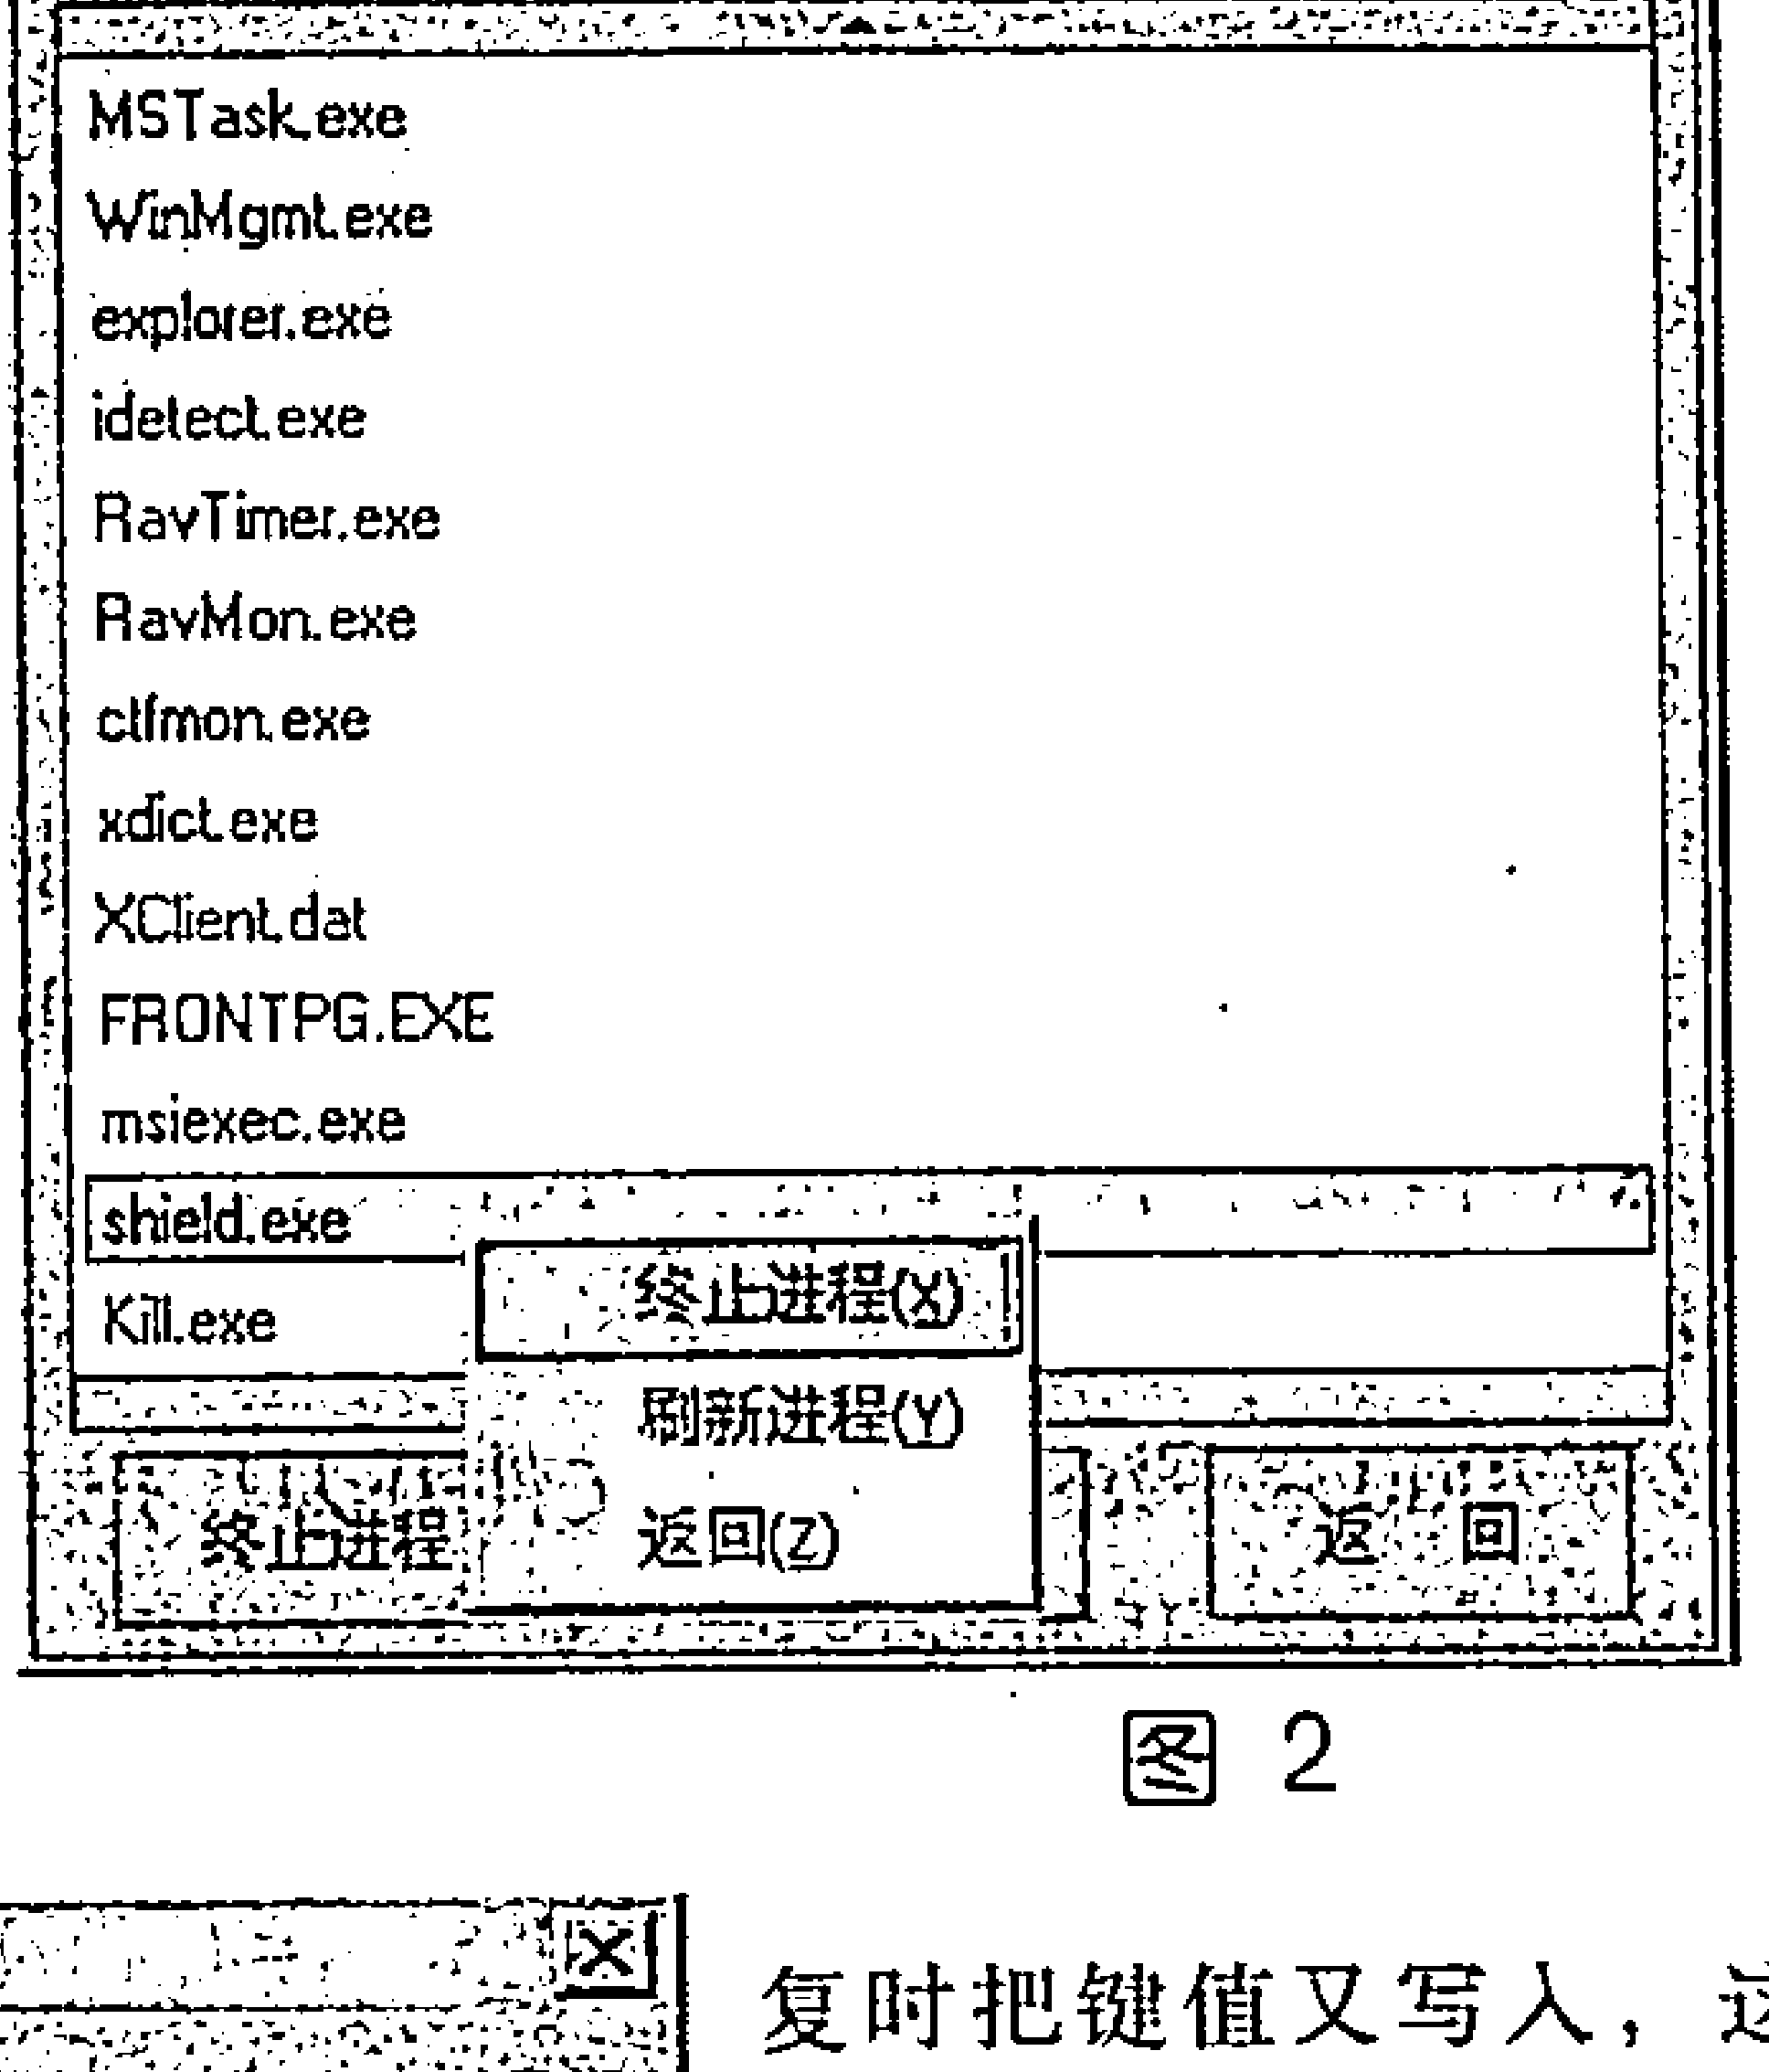 MSTask.exe
WinMgmt.exe
explorer.exe
idetect.exe
RavTimer.exe
RavMon.exe
ctfmon.exe
xdict.exe
XClient.dat
FRONTPG.EXE
msiexec.exe
shield.exe
Kill.exe
终止进程(X)
刷新进程(Y)
返回(Z)
终止进程
返 回
图 2
复时把键值又写入，这